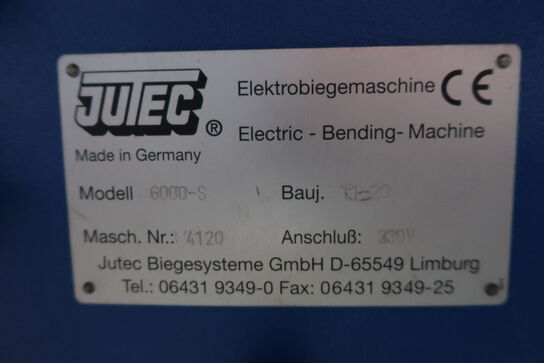 JUTEC ® Elektrobiegemaschine CE
Electric - Bending- Machine
Made in Germany
Modell 6000-S Bauj.
Masch. Nr.: 4120 Anschluß: 230V
Jutec Biegesysteme GmbH D-65549 Limburg
Tel.: 06431 9349-0 Fax: 06431 9349-25